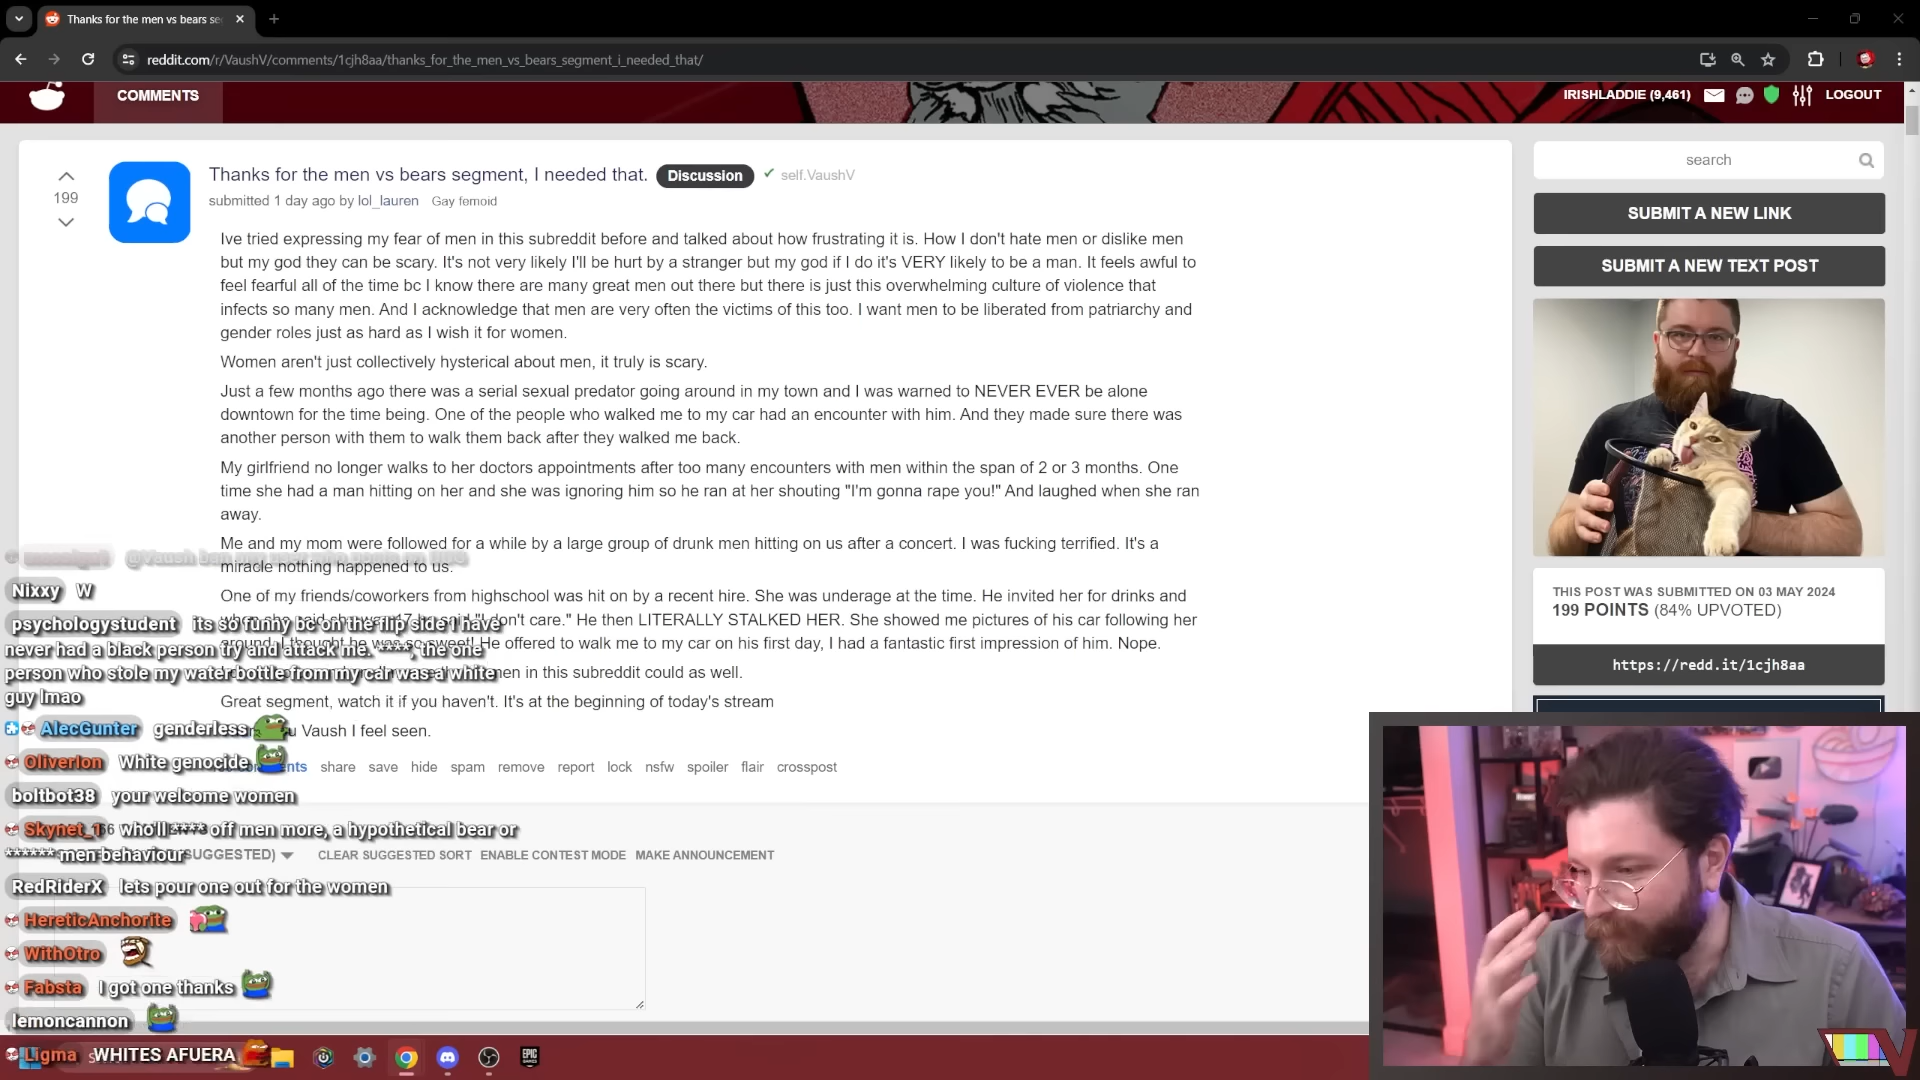 Thanks for the men vs bears se
reddit.com/r/VaushV/comments/1cjh8aa/thanks_for_the_men_vs_bears_segment_i_needed_that/
COMMENTS
IRISHLADDIE (9,461)
LOGOUT
199
Thanks for the men vs bears segment, I needed that. Discussion ✓ self.VaushV
submitted 1 day ago by lol_lauren Gay femoid
Ive tried expressing my fear of men in this subreddit before and talked about how frustrating it is. How I don't hate men or dislike men
but my god they can be scary. It's not very likely I'll be hurt by a stranger but my god if I do it's VERY likely to be a man. It feels awful to
feel fearful all of the time bc I know there are many great men out there but there is just this overwhelming culture of violence that
infects so many men. And I acknowledge that men are very often the victims of this too. I want men to be liberated from patriarchy and
gender roles just as hard as I wish it for women.
Women aren't just collectively hysterical about men, it truly is scary.
Just a few months ago there was a serial sexual predator going around in my town and I was warned to NEVER EVER be alone
downtown for the time being. One of the people who walked me to my car had an encounter with him. And they made sure there was
another person with them to walk them back after they walked me back.
My girlfriend no longer walks to her doctors appointments after too many encounters with men within the span of 2 or 3 months. One
time she had a man hitting on her and she was ignoring him so he ran at her shouting "I'm gonna rape you!" And laughed when she ran
away.
Me and my mom were followed for a while by a large group of drunk men hitting on us after a concert. I was fucking terrified. It's a
miracle nothing happened to us.
One of my friends/coworkers from highschool was hit on by a recent hire. She was underage at the time. He invited her for drinks and
"I don't care." He then LITERALLY STALKED HER. She showed me pictures of his car following her
around. I thought he was so sweet! He offered to walk me to my car on his first day, I had a fantastic first impression of him. Nope.
men in this subreddit could as well.
Great segment, watch it if you haven't. It's at the beginning of today's stream
Vaush I feel seen.
share save hide spam remove report lock nsfw spoiler flair crosspost
SUGGESTED)
CLEAR SUGGESTED SORT ENABLE CONTEST MODE MAKE ANNOUNCEMENT
search
SUBMIT A NEW LINK
SUBMIT A NEW TEXT POST
THIS POST WAS SUBMITTED ON 03 MAY 2024
199 POINTS (84% UPVOTED)
https://redd.it/1cjh8aa
Nixxy W
psychologystudent its so funny bc on the flip side I have
never had a black person try and attack me. ****, the one
person who stole my water bottle from my car was a white
guy lmao
AlecGunter genderless
OliverIon White genocide
boltbot38 your welcome women
Skynet_1 who'll **** off men more, a hypothetical bear or
****** men behaviour
RedRiderX lets pour one out for the women
HereticAnchorite
WithOtro
Fabsta I got one thanks
lemoncannon
Ligma WHITES AFUERA
EPIC
GAMES
V